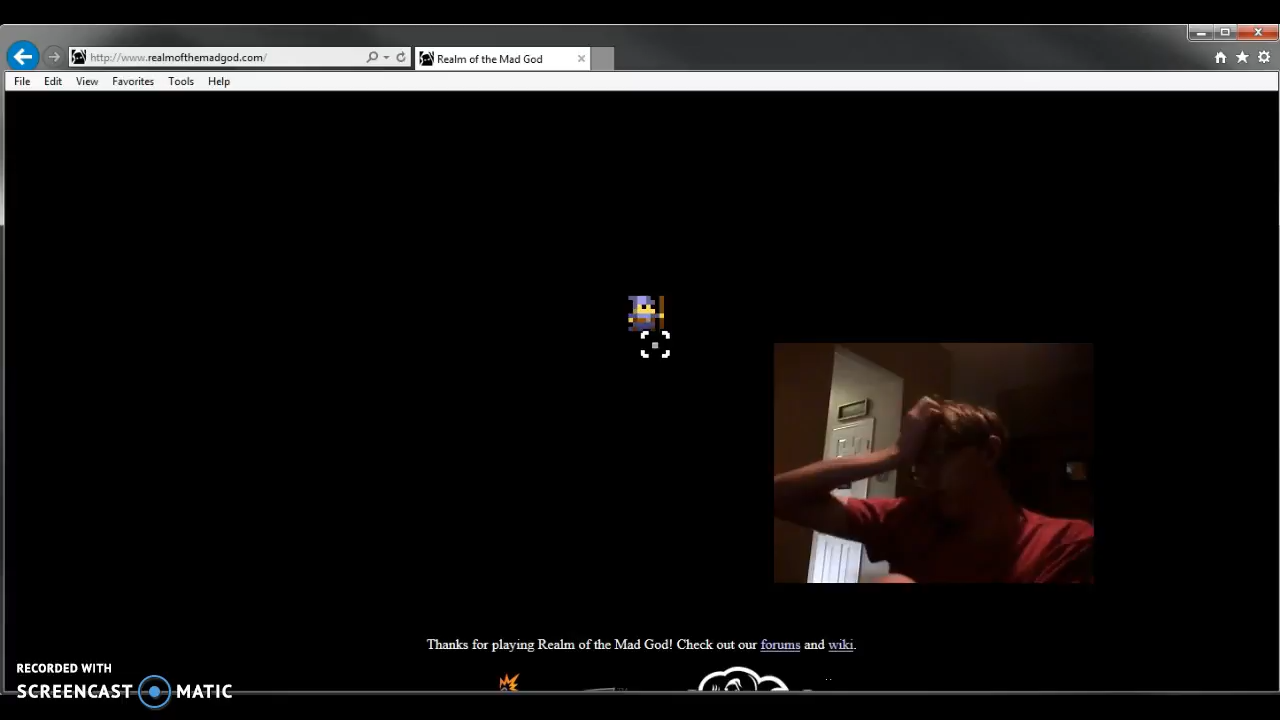 http://www.realmofthemadgod.com/
Realm of the Mad God
File Edit View Favorites Tools Help
Thanks for playing Realm of the Mad God! Check out our forums and wiki.
RECORDED WITH
SCREENCAST MATIC